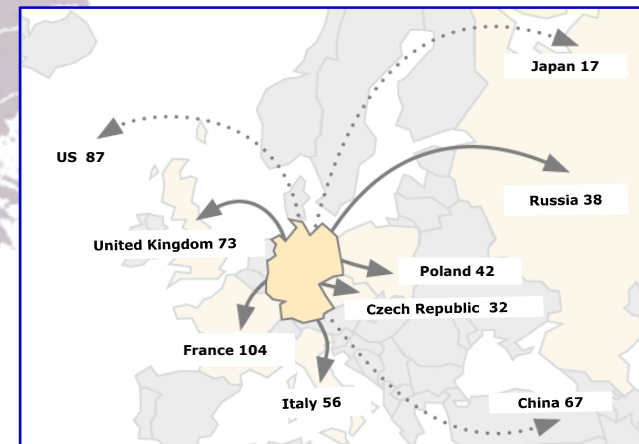 Japan 17
US 87
Russia 38
United Kingdom 73
Poland 42
Czech Republic 32
France 104
Italy 56
China 67